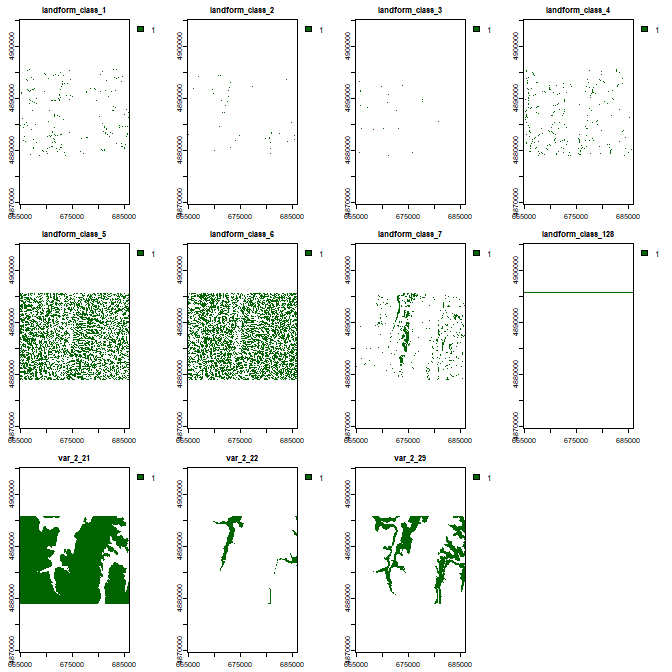 landform_class_1
landform_class_2
landform_class_3
landform_class_4
1
1
1
1
4900000
4890000
4880000
4870000
4900000
4890000
4880000
4870000
4900000
4890000
4880000
4870000
4900000
4890000
4880000
4870000
665000 675000 685000
665000 675000 685000
665000 675000 685000
665000 675000 685000
landform_class_5
landform_class_6
landform_class_7
landform_class_128
1
1
1
1
4900000
4890000
4880000
4870000
4900000
4890000
4880000
4870000
4900000
4890000
4880000
4870000
4900000
4890000
4880000
4870000
665000 675000 685000
665000 675000 685000
665000 675000 685000
665000 675000 685000
var_2_21
var_2_22
var_2_29
1
1
1
4900000
4890000
4880000
4870000
4900000
4890000
4880000
4870000
4900000
4890000
4880000
4870000
665000 675000 685000
665000 675000 685000
665000 675000 685000